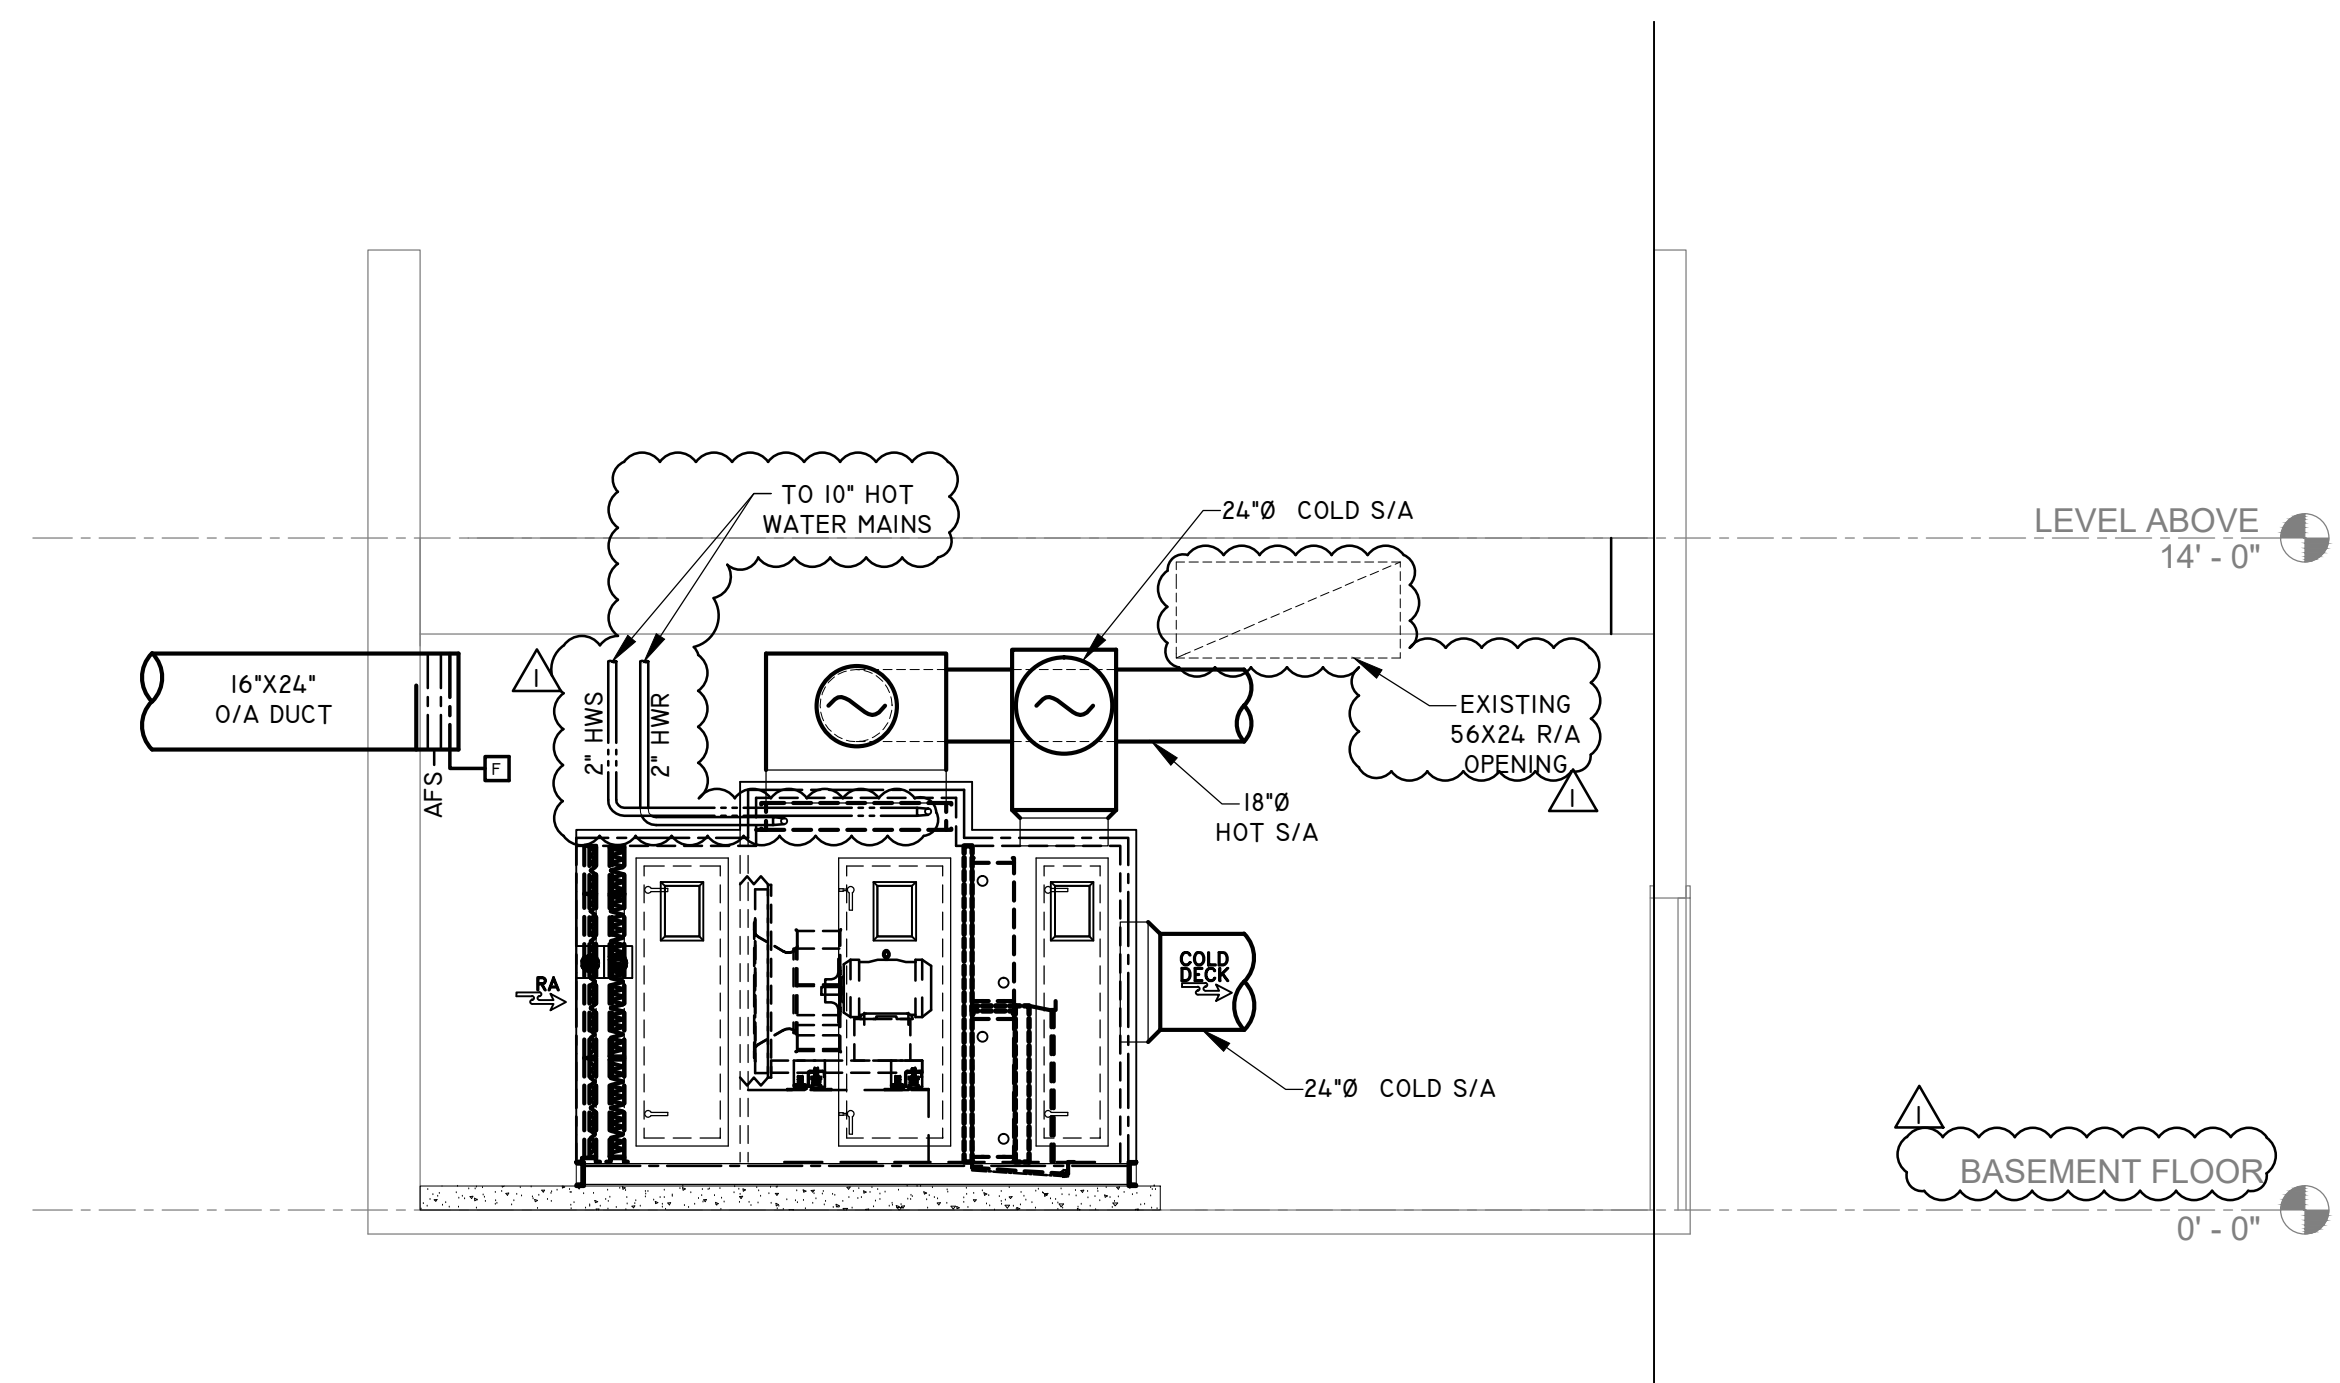 TO 10" HOT
WATER MAINS
24"Ø COLD S/A
LEVEL ABOVE
14' - 0"
16"X24"
O/A DUCT
1
2" HWS
2" HWR
EXISTING
56X24 R/A
OPENING
1
F
AFS
18"Ø
HOT S/A
COLD
DECK
RA
24"Ø COLD S/A
1
BASEMENT FLOOR
0' - 0"